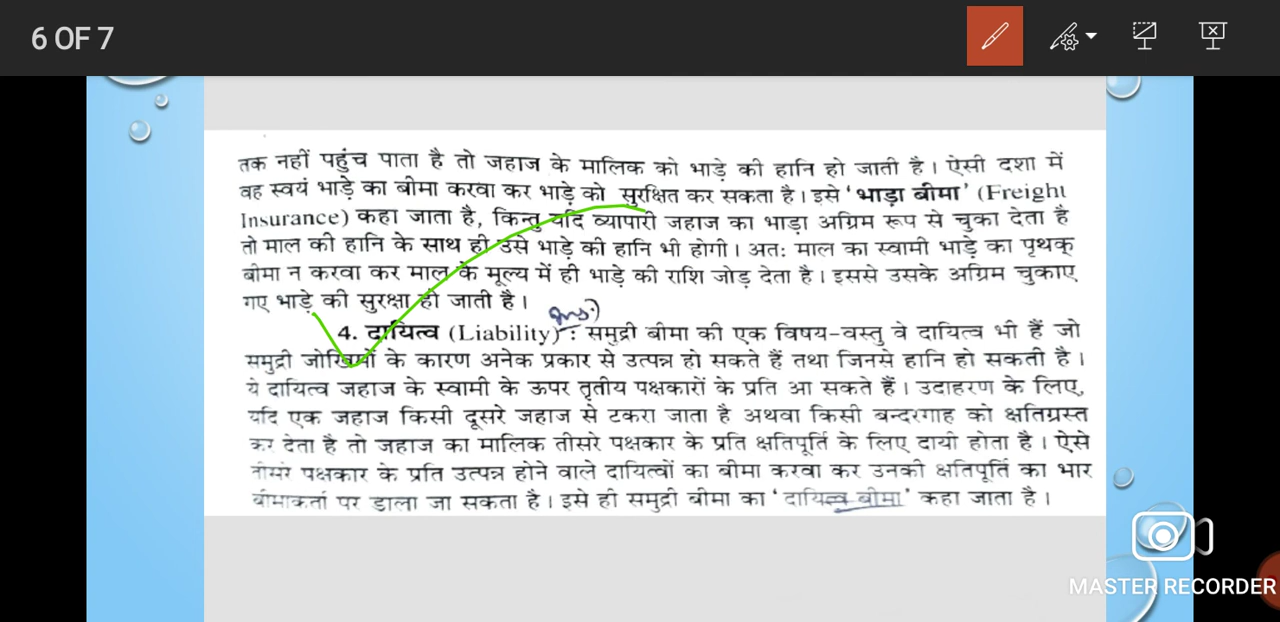 6 OF 7
तक नहीं पहुंच पाता है तो जहाज के मालिक को भाड़े की हानि हो जाती है। ऐसी दशा में
वह स्वयं भाड़े का बीमा करवा कर भाड़े को सुरक्षित कर सकता है। इसे ‘भाड़ा बीमा’ (Freight
Insurance) कहा जाता है, किन्तु यदि व्यापारी जहाज का भाड़ा अग्रिम रूप से चुका देता है
तो माल की हानि के साथ ही उसे भाड़े की हानि भी होगी। अतः माल का स्वामी भाड़े का पृथक्
बीमा न करवा कर माल के मूल्य में ही भाड़े की राशि जोड़ देता है। इससे उसके अग्रिम चुकाए
गए भाड़े की सुरक्षा हो जाती है।
4. दायित्व (Liability) : समुद्री बीमा की एक विषय-वस्तु वे दायित्व भी हैं जो
समुद्री जोखिमों के कारण अनेक प्रकार से उत्पन्न हो सकते हैं तथा जिनसे हानि हो सकती है।
ये दायित्व जहाज के स्वामी के ऊपर तृतीय पक्षकारों के प्रति आ सकते हैं। उदाहरण के लिए,
यदि एक जहाज किसी दूसरे जहाज से टकरा जाता है अथवा किसी बन्दरगाह को क्षतिग्रस्त
कर देता है तो जहाज का मालिक तीसरे पक्षकार के प्रति क्षतिपूर्ति के लिए दायी होता है। ऐसे
तीसरे पक्षकार के प्रति उत्पन्न होने वाले दायित्वों का बीमा करवा कर उनकी क्षतिपूर्ति का भार
बीमाकर्ता पर डाला जा सकता है। इसे ही समुद्री बीमा का ‘दायित्व बीमा’ कहा जाता है।
MASTER RECORDER